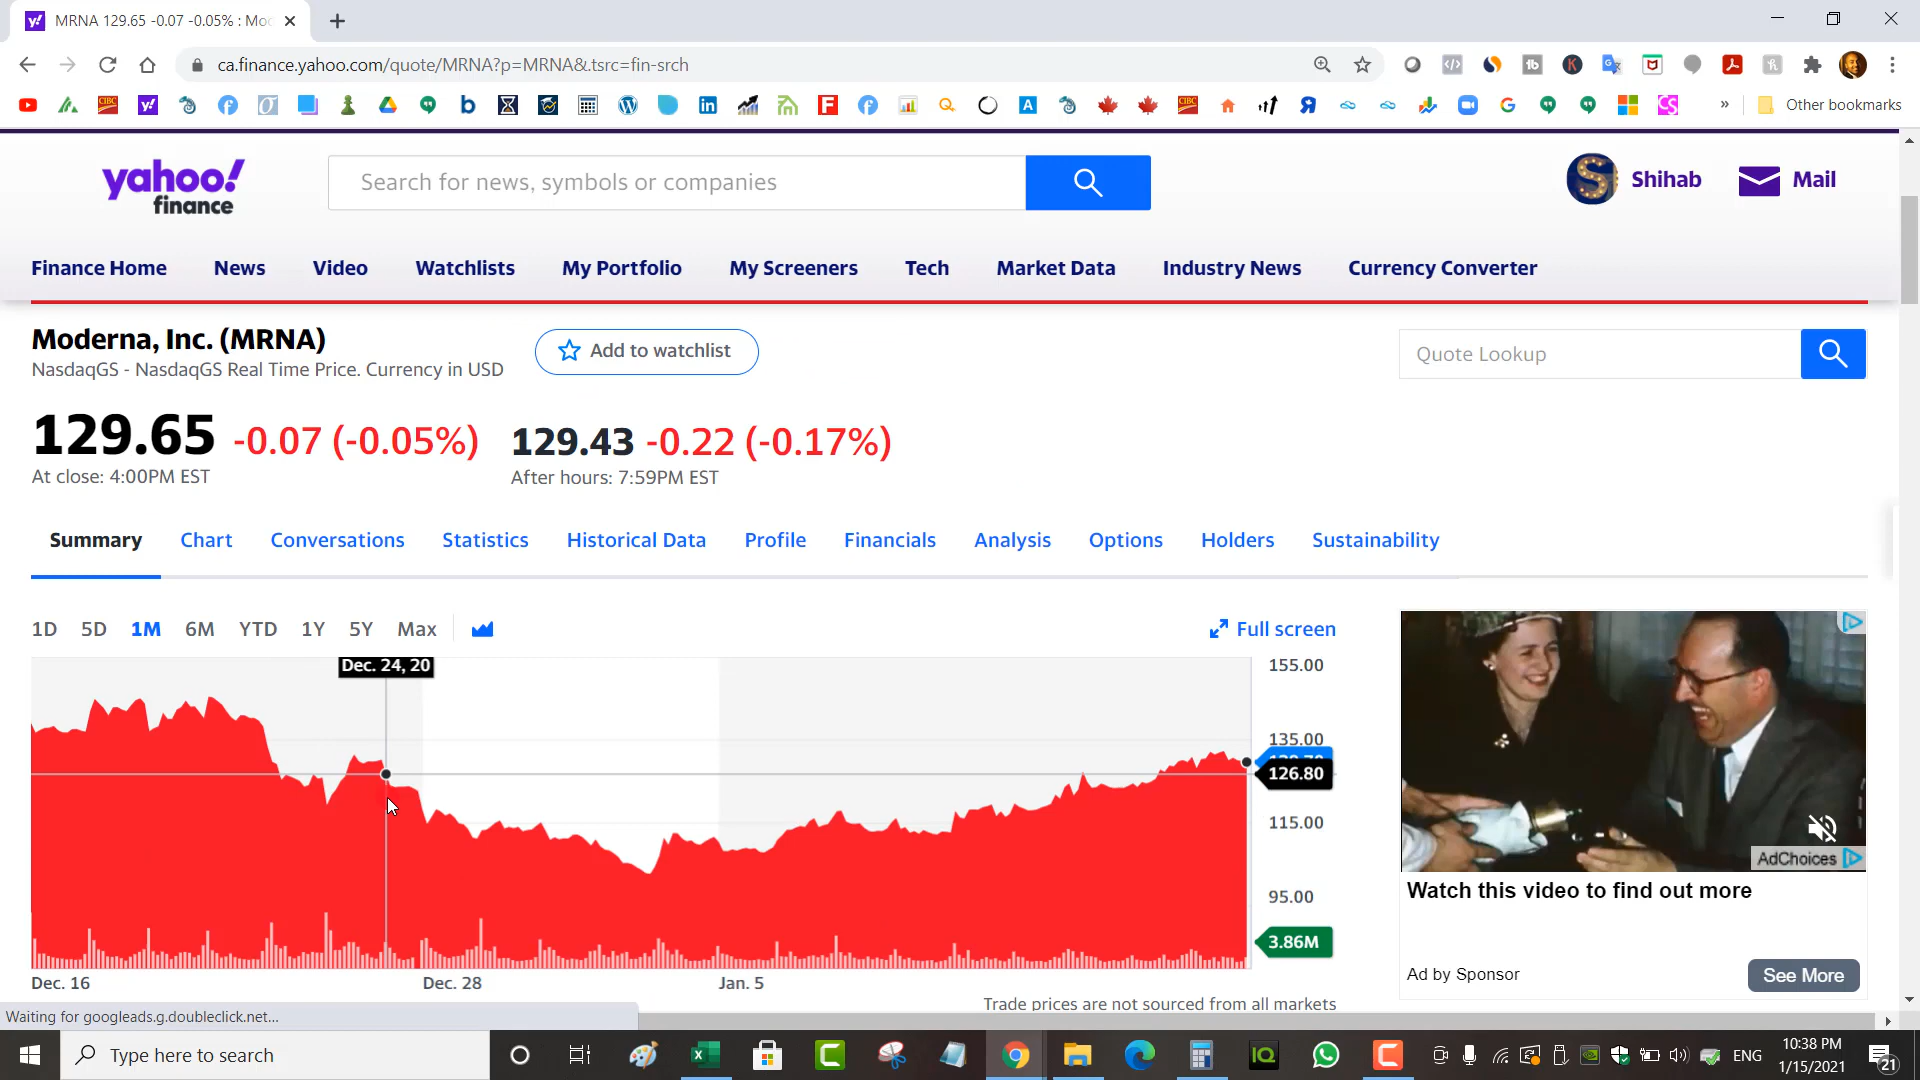 MRNA 129.65 -0.07 -0.05% : Mo
ca.finance.yahoo.com/quote/MRNA?p=MRNA&.tsrc=fin-srch
Other bookmarks
yahoo!
finance
Search for news, symbols or companies
Shihab
Mail
Finance Home
News
Video
Watchlists
My Portfolio
My Screeners
Tech
Market Data
Industry News
Currency Converter
Moderna, Inc. (MRNA)
NasdaqGS - NasdaqGS Real Time Price. Currency in USD
Add to watchlist
Quote Lookup
129.65 -0.07 (-0.05%)
At close: 4:00PM EST
129.43 -0.22 (-0.17%)
After hours: 7:59PM EST
Summary
Chart
Conversations
Statistics
Historical Data
Profile
Financials
Analysis
Options
Holders
Sustainability
1D
5D
1M
6M
YTD
1Y
5Y
Max
Full screen
Dec. 24, 20
155.00
135.00
126.80
115.00
95.00
3.86M
Dec. 16
Dec. 28
Jan. 5
Trade prices are not sourced from all markets
AdChoices
Watch this video to find out more
Ad by Sponsor
See More
Waiting for googleads.g.doubleclick.net...
Type here to search
ENG
10:38 PM
1/15/2021
21